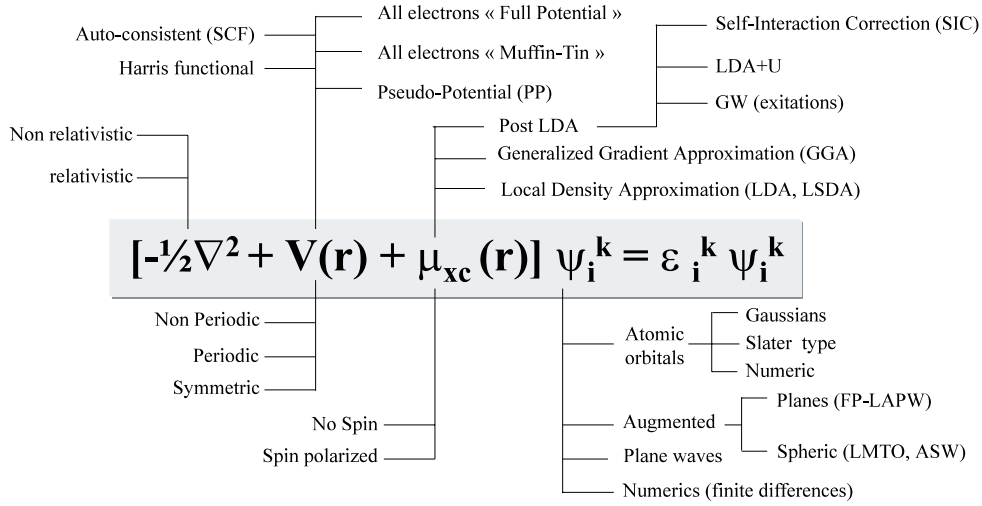 All electrons « Full Potential »
Auto-consistent (SCF)
Self-Interaction Correction (SIC)
All electrons « Muffin-Tin »
Harris functional
LDA+U
Pseudo-Potential (PP)
GW (exitations)
Non relativistic
Post LDA
Generalized Gradient Approximation (GGA)
relativistic
Local Density Approximation (LDA, LSDA)
[-½∇² + V(r) + μxc (r)] ψi^k = ε i^k ψi^k
Non Periodic
Periodic
Symmetric
No Spin
Spin polarized
Atomic
orbitals
Gaussians
Slater type
Numeric
Augmented
Planes (FP-LAPW)
Spheric (LMTO, ASW)
Plane waves
Numerics (finite differences)